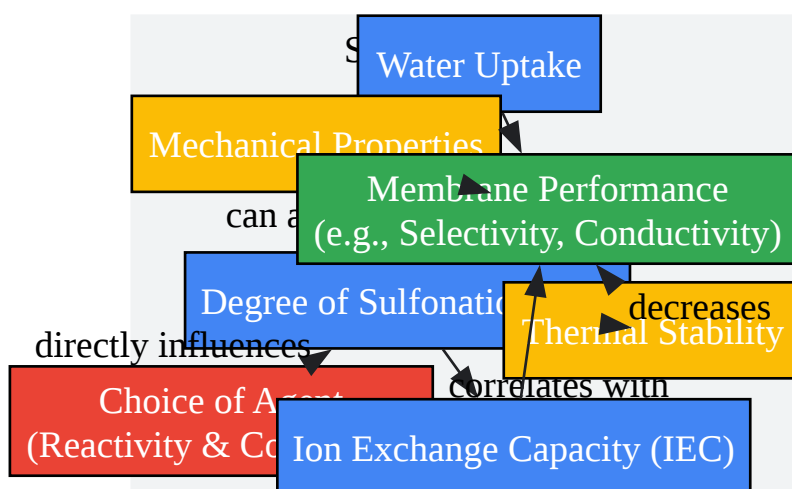 S
Water Uptake
Mechanical Properties
Membrane Performance
(e.g., Selectivity, Conductivity)
can a
Degree of Sulfonatio
decreases
Thermal Stability
directly influences
correlates with
Choice of Agent
(Reactivity & Co
Ion Exchange Capacity (IEC)